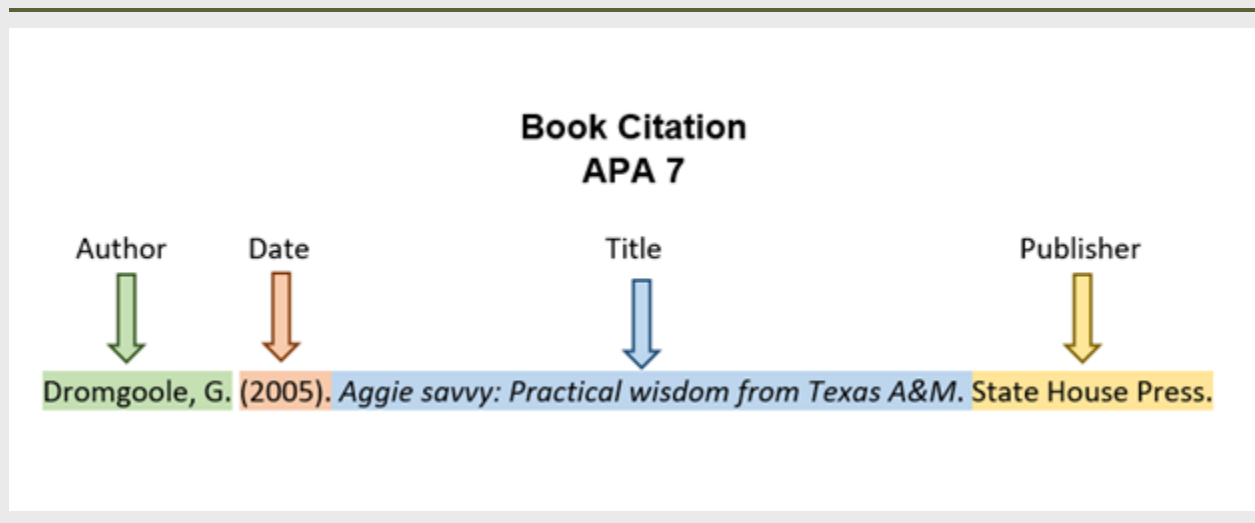 Book Citation
APA 7
Author Date Title Publisher
Dromgoole, G. (2005). Aggie savvy: Practical wisdom from Texas A&M. State House Press.